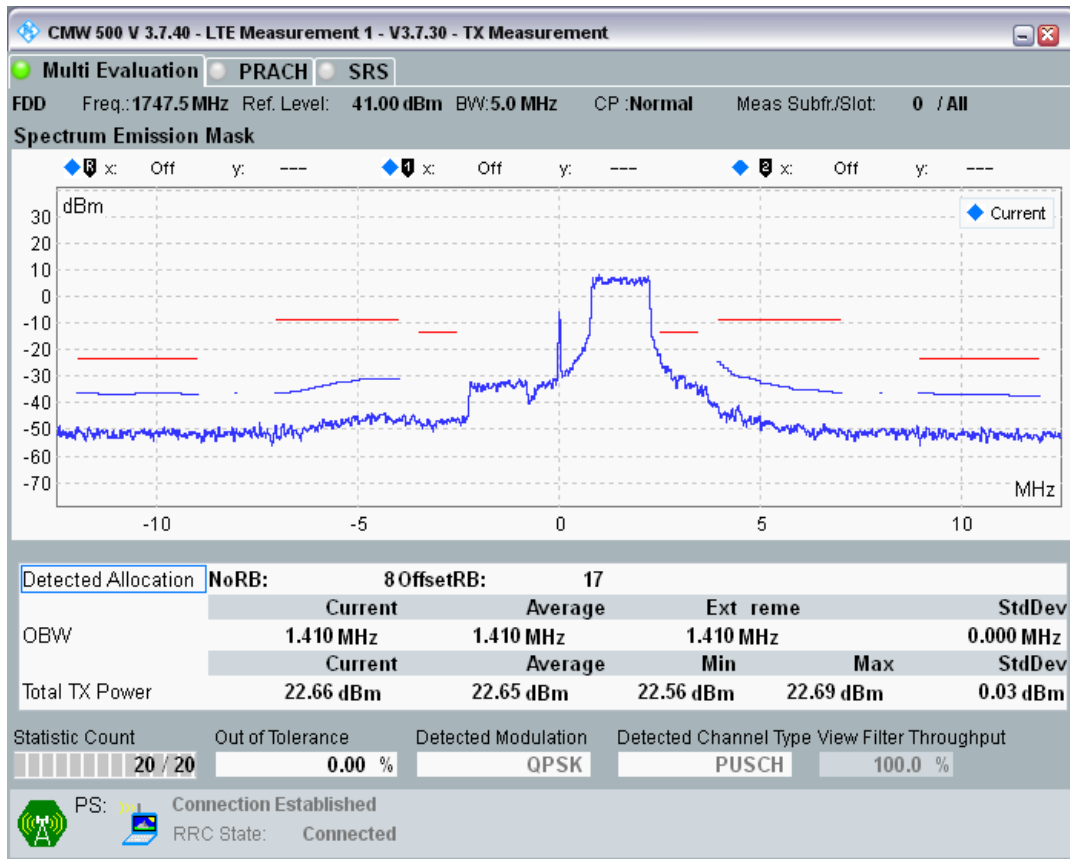 CMW 500 V 3.7.40 - LTE Measurement 1 - V3.7.30 - TX Measurement
Multi Evaluation PRACH SRS
FDD Freq.: 1747.5 MHz Ref. Level: 41.00 dBm BW: 5.0 MHz CP : Normal Meas Subfr./Slot: 0 / All
Spectrum Emission Mask
R x: Off y: --- 1 x: Off y: --- 2 x: Off y: ---
dBm
Current
30
20
10
0
-10
-20
-30
-40
-50
-60
-70
MHz
-10 -5 0 5 10
Detected Allocation NoRB: 8 OffsetRB: 17
Current Average Ext reme StdDev
OBW 1.410 MHz 1.410 MHz 1.410 MHz 0.000 MHz
Current Average Min Max StdDev
Total TX Power 22.66 dBm 22.65 dBm 22.56 dBm 22.69 dBm 0.03 dBm
Statistic Count Out of Tolerance Detected Modulation Detected Channel Type View Filter Throughput
20 / 20 0.00 % QPSK PUSCH 100.0 %
PS: Connection Established
RRC State: Connected